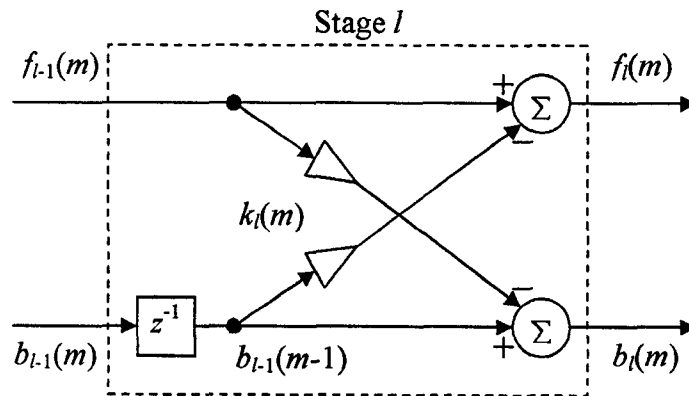 Stage l
f_{l-1}(m)
f_l(m)
+
Σ
−
k_l(m)
z^{-1}
−
Σ
+
b_{l-1}(m)
b_{l-1}(m-1)
b_l(m)